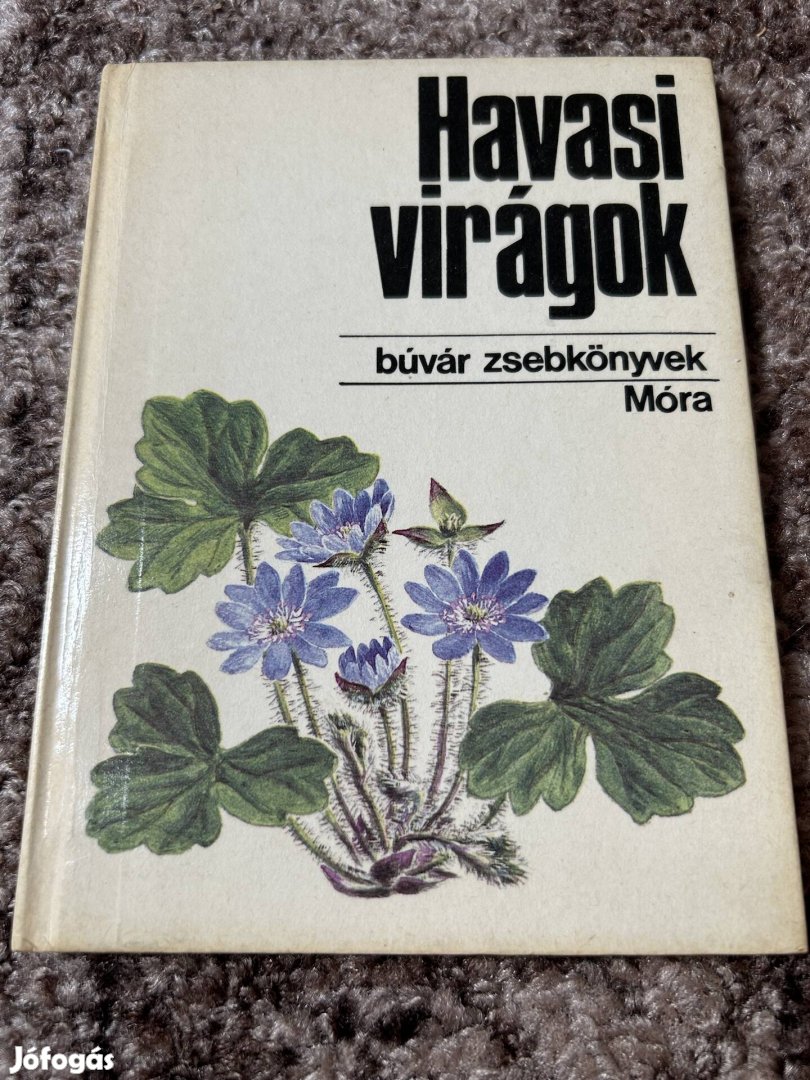 Havasi
virágok
búvár zsebkönyvek
Móra
Jófogás